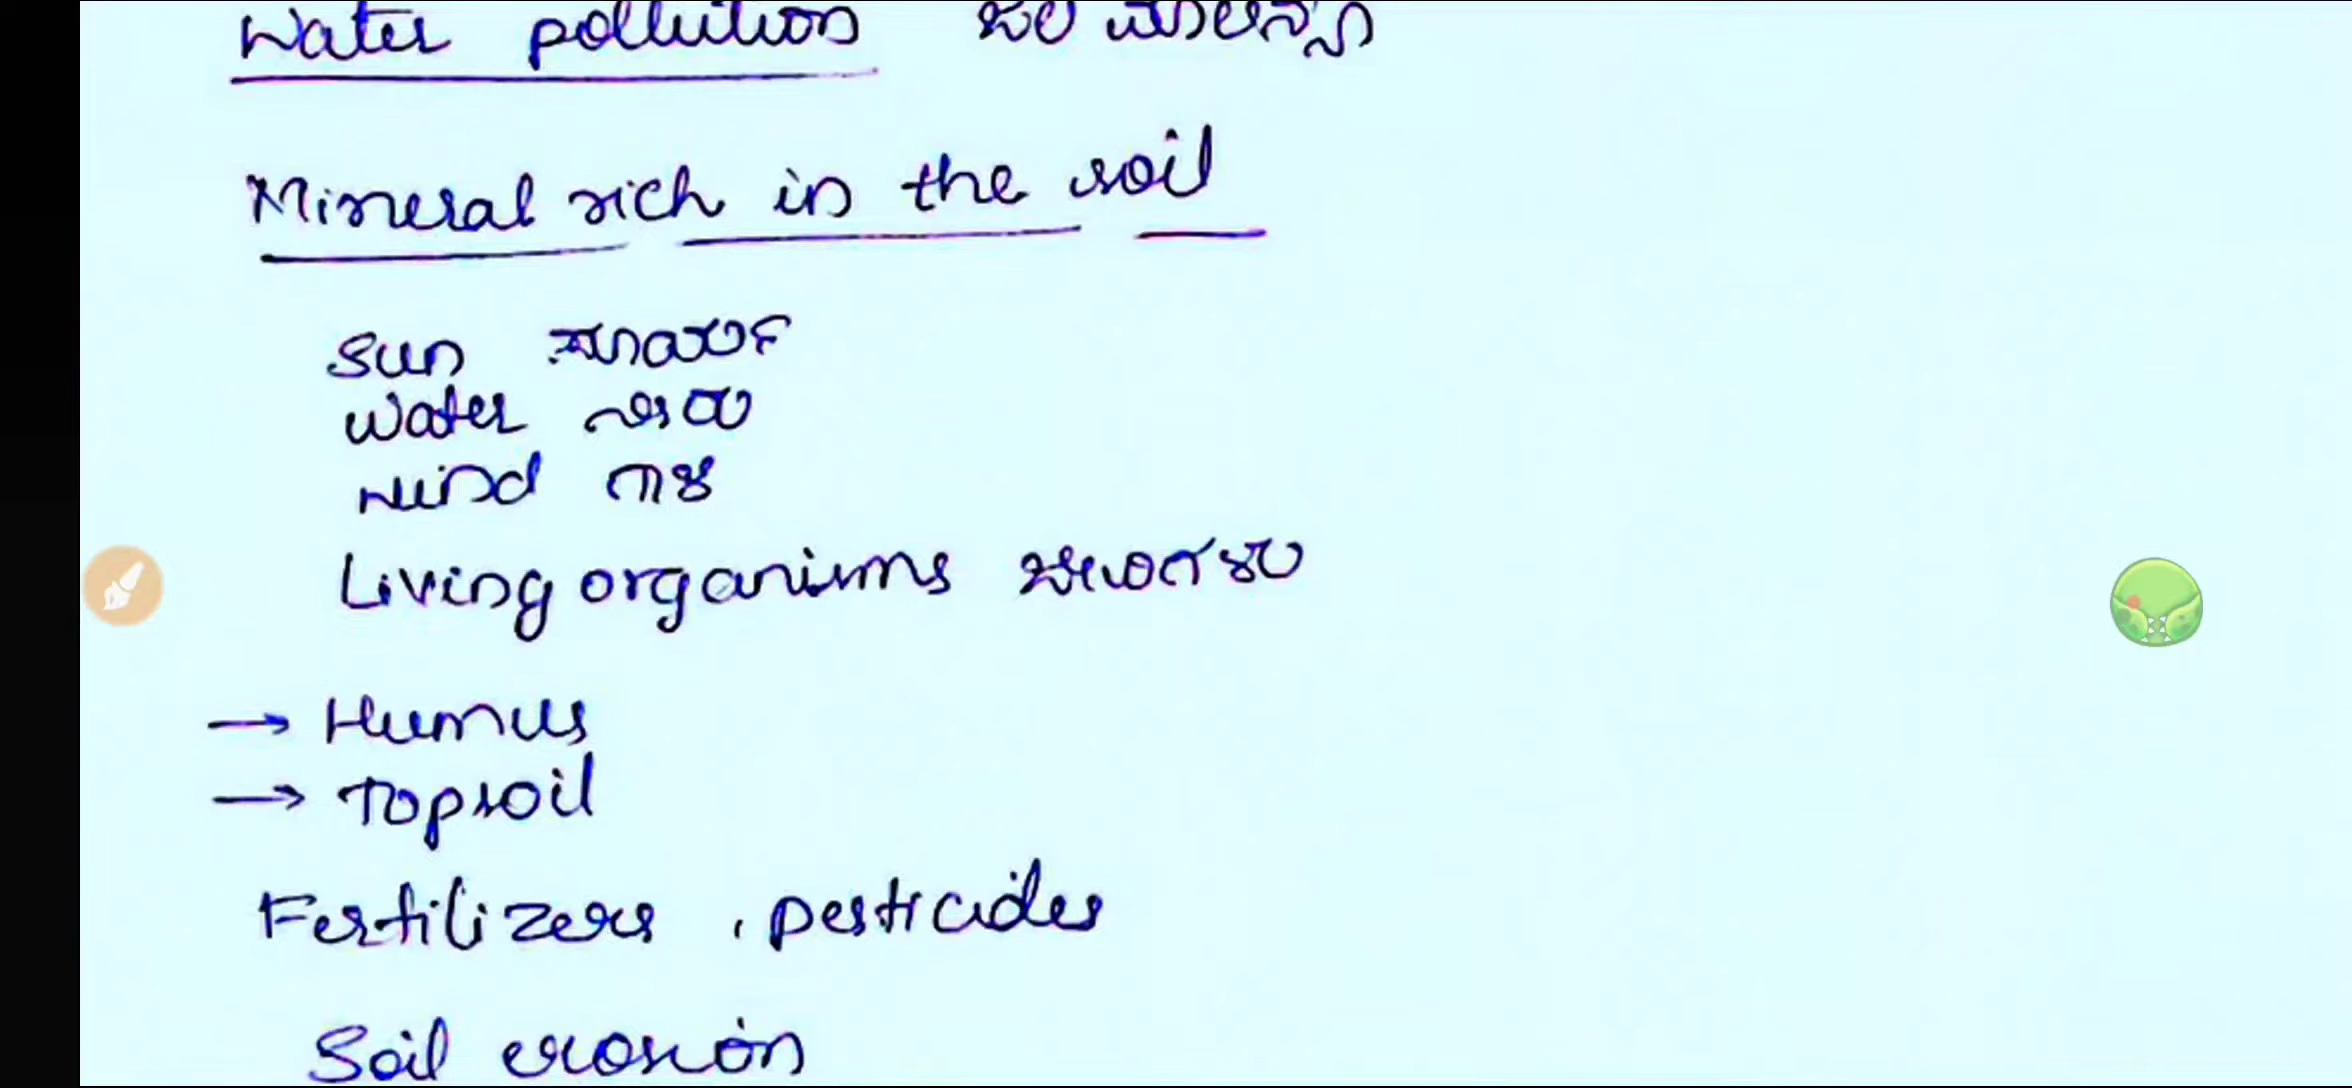 Water pollution ಜಲ ಮಾಲಿನ್ಯ
Mineral rich in the soil
Sun ಸೂರ್ಯ
Water ನೀರು
Wind ಗಾಳಿ
Living organisms ಜೀವಿಗಳು
→ Humus
→ Topsoil
Fertilizers , pesticides
Soil erosion